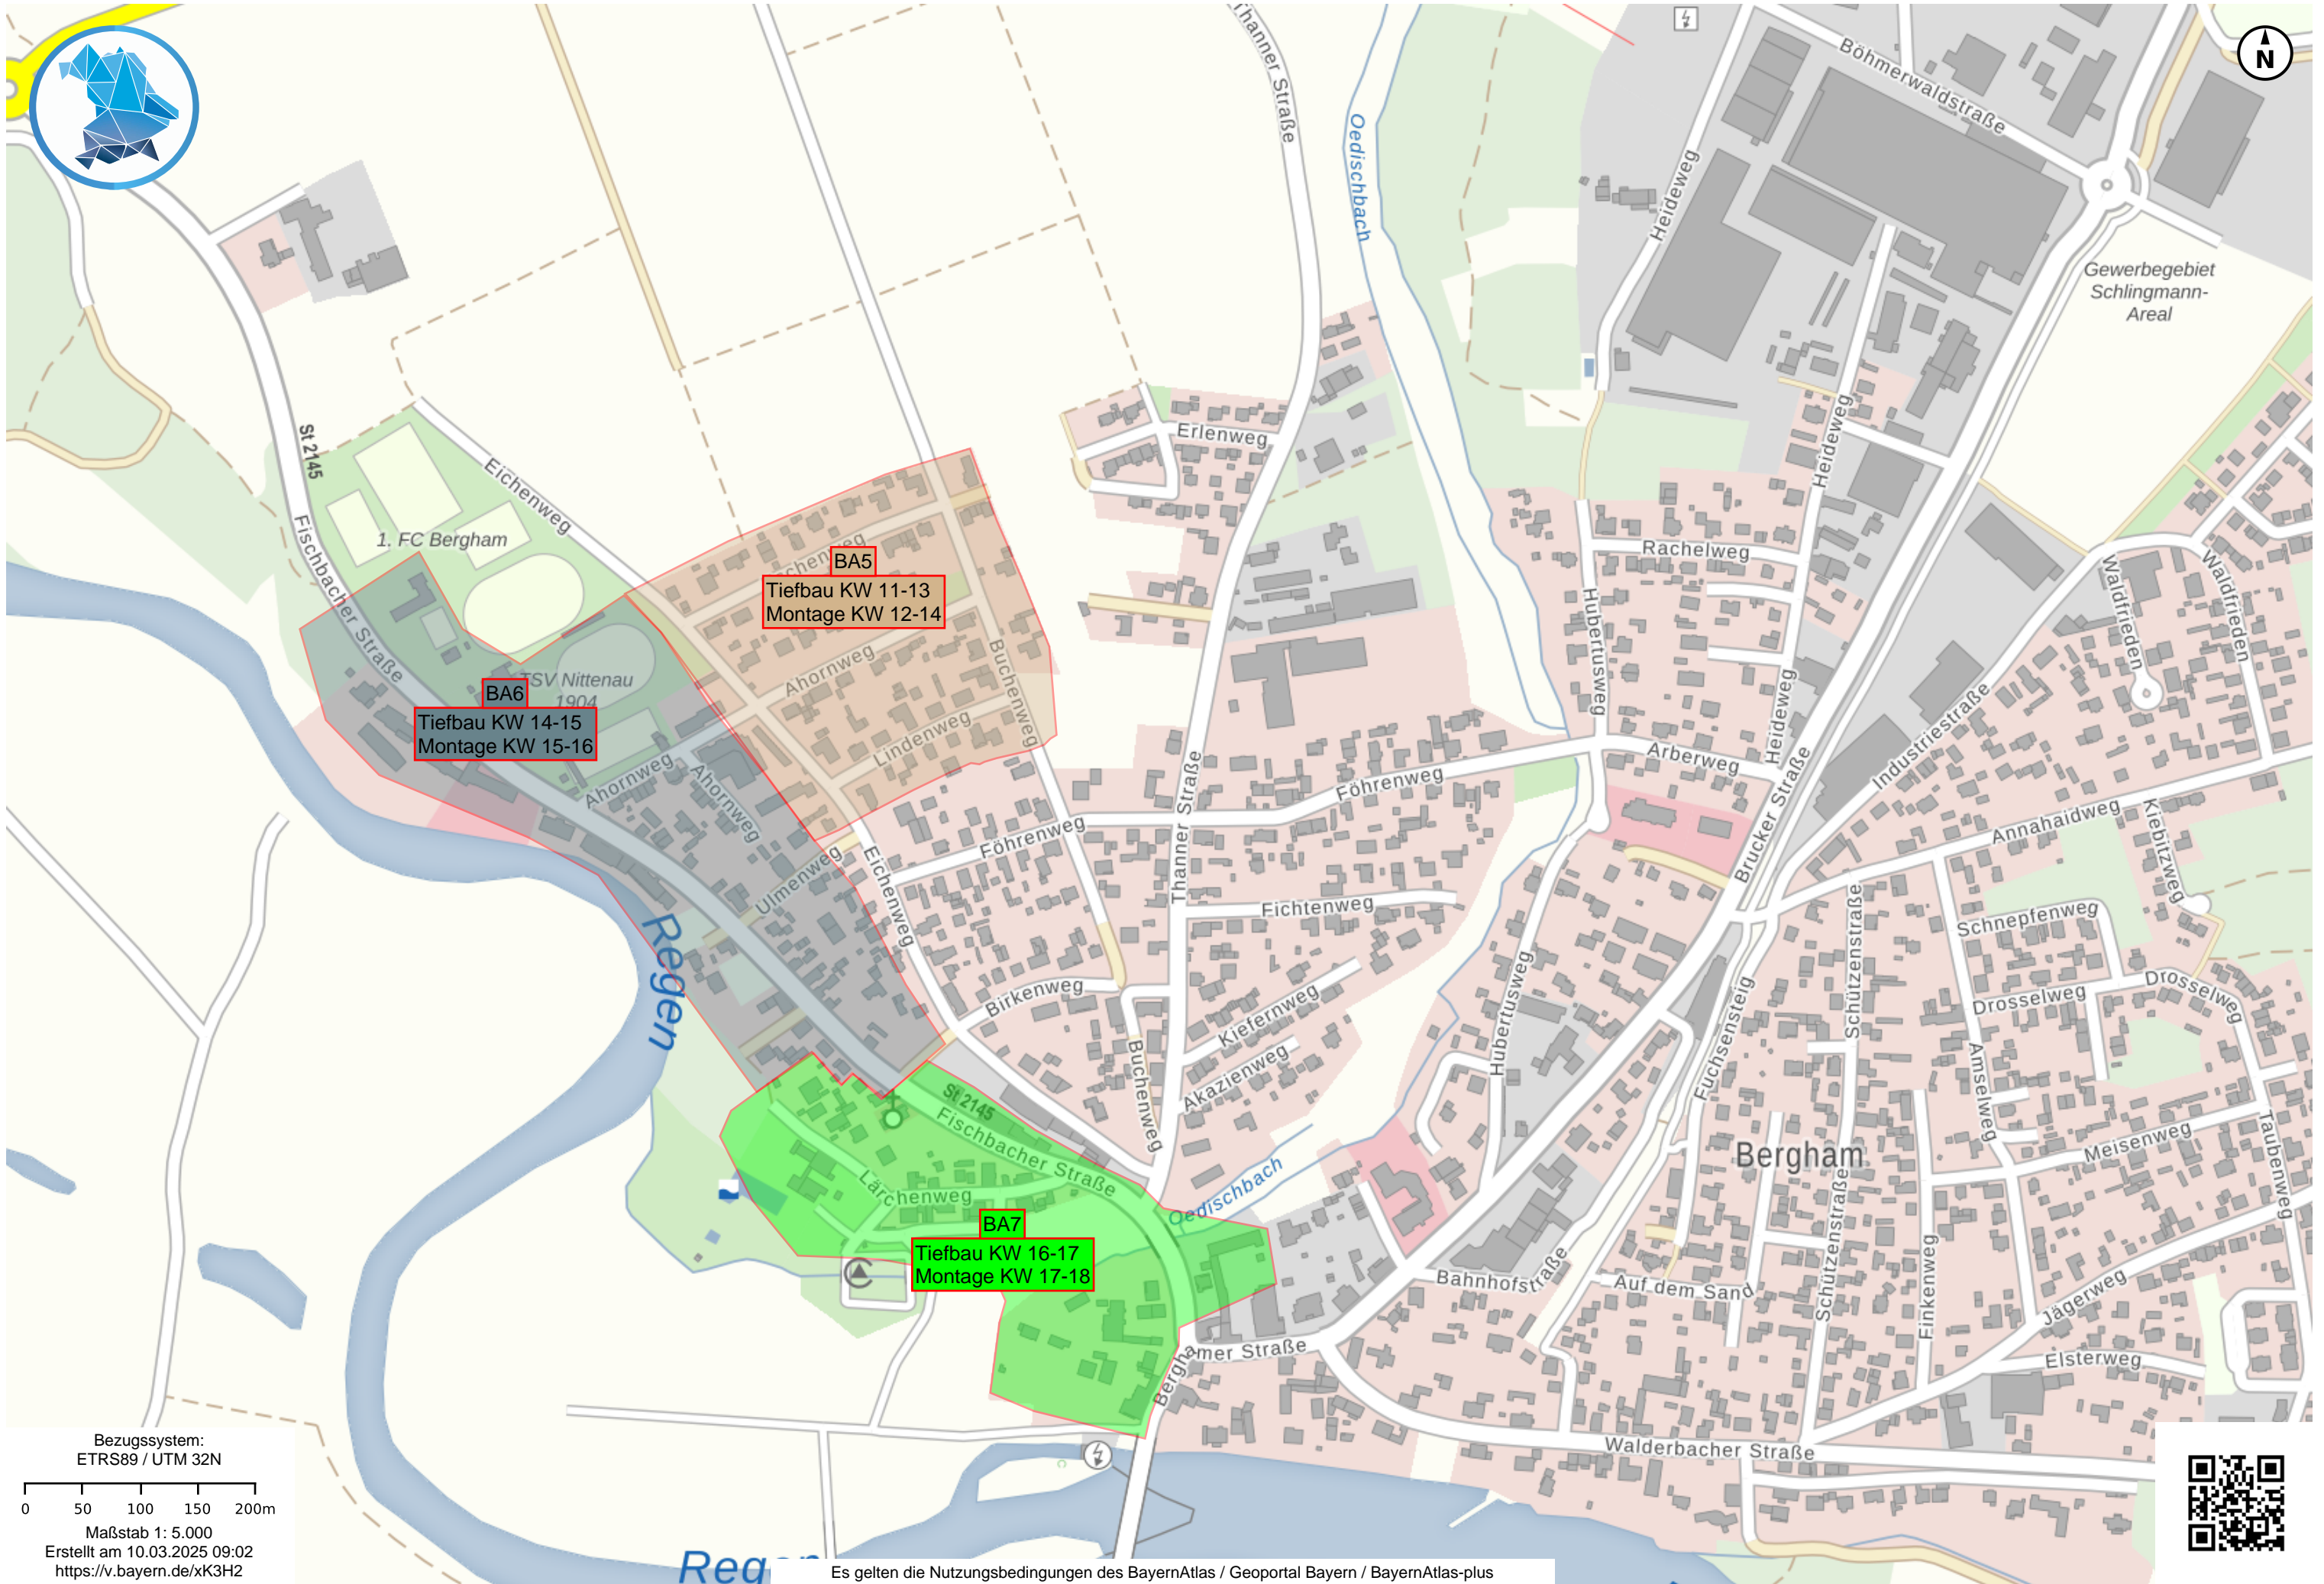 N
Thanner Straße
Oedischbach
Böhmerwaldstraße
Heideweg
Gewerbegebiet
Schlingmann-
Areal
St 2145
Eichenweg
Erlenweg
Heideweg
1. FC Bergham
Fischbacher Straße
BA5
Tiefbau KW 11-13
Montage KW 12-14
Rachelweg
Waldfrieden
Waldfrieden
Hubertusweg
Ahornweg
Buchenweg
TSV Nittenau
1904
BA6
Tiefbau KW 14-15
Montage KW 15-16
Lindenweg
Heideweg
Arberweg
Industriestraße
Ahornweg
Ahornweg
Föhrenweg
Thanner Straße
Brucker Straße
Annahaidweg
Kiebitzweg
Föhrenweg
Ulmenweg
Eichenweg
Fichtenweg
Schützenstraße
Schnepfenweg
Regen
Birkenweg
Kiefernweg
Hubertusweg
Drosselweg
Drosselweg
Fuchsensteig
Buchenweg
Akazienweg
Amselweg
St 2145
Fischbacher Straße
Bergham
Meisenweg
Taubenweg
Lärchenweg
Oedischbach
BA7
Tiefbau KW 16-17
Montage KW 17-18
Bahnhofstraße
Auf dem Sand
Schützenstraße
Finkenweg
Jägerweg
Berghamer Straße
Elsterweg
Walderbacher Straße
Bezugssystem:
ETRS89 / UTM 32N
0 50 100 150 200m
Maßstab 1: 5.000
Erstellt am 10.03.2025 09:02
https://v.bayern.de/xK3H2
Es gelten die Nutzungsbedingungen des BayernAtlas / Geoportal Bayern / BayernAtlas-plus